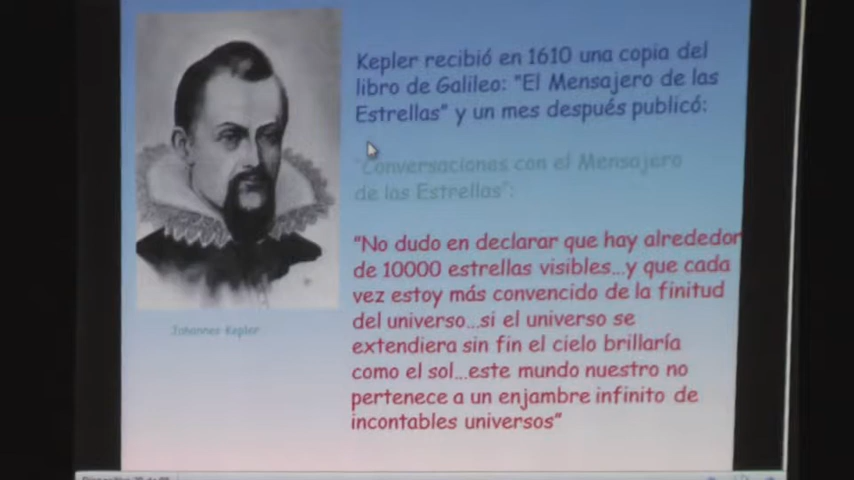 Kepler recibió en 1610 una copia del
libro de Galileo: "El Mensajero de las
Estrellas" y un mes después publicó:
"Conversaciones con el Mensajero
de las Estrellas":
"No dudo en declarar que hay alrededor
de 10000 estrellas visibles...y que cada
vez estoy más convencido de la finitud
del universo...si el universo se
extendiera sin fin el cielo brillaría
como el sol...este mundo nuestro no
pertenece a un enjambre infinito de
incontables universos"
Johannes Kepler